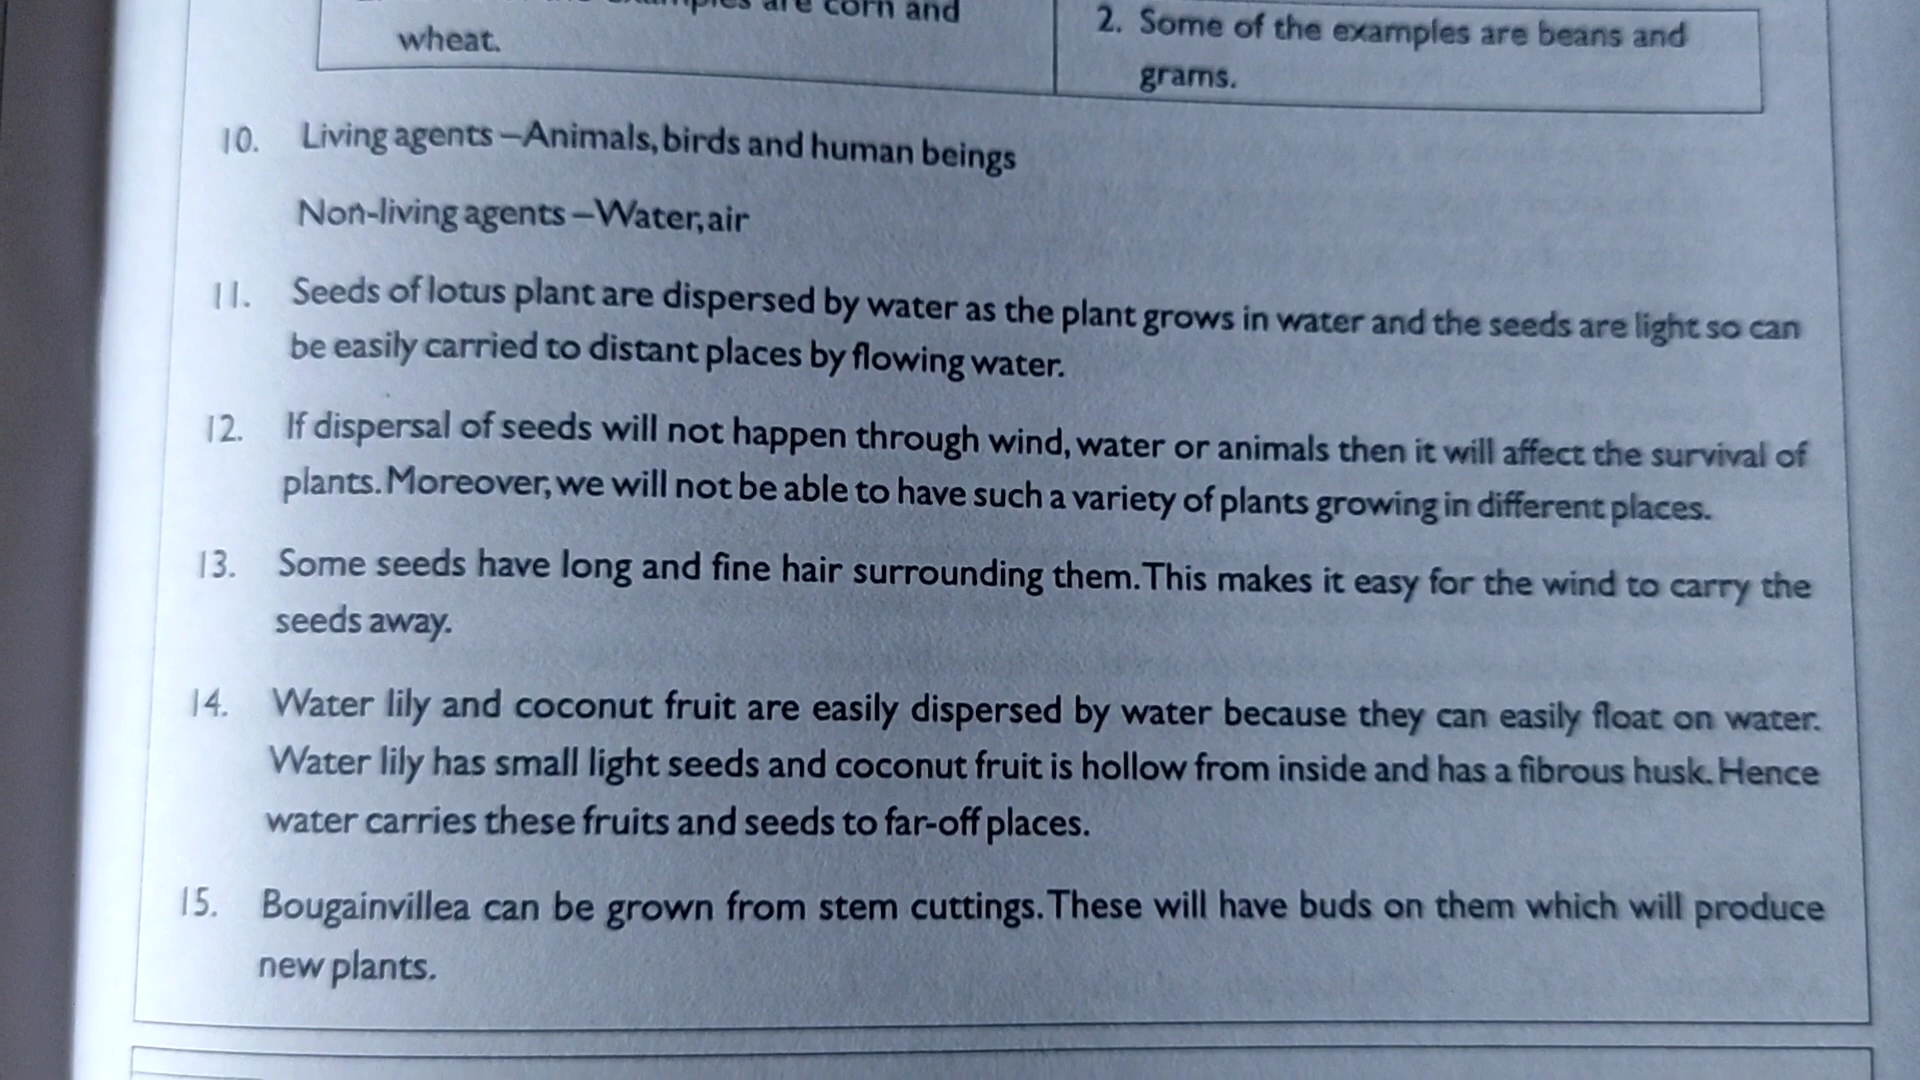 examples are corn and
wheat.
2. Some of the examples are beans and
grams.
10. Living agents – Animals, birds and human beings
Non-living agents – Water, air
11. Seeds of lotus plant are dispersed by water as the plant grows in water and the seeds are light so can
be easily carried to distant places by flowing water.
12. If dispersal of seeds will not happen through wind, water or animals then it will affect the survival of
plants. Moreover, we will not be able to have such a variety of plants growing in different places.
13. Some seeds have long and fine hair surrounding them. This makes it easy for the wind to carry the
seeds away.
14. Water lily and coconut fruit are easily dispersed by water because they can easily float on water.
Water lily has small light seeds and coconut fruit is hollow from inside and has a fibrous husk. Hence
water carries these fruits and seeds to far-off places.
15. Bougainvillea can be grown from stem cuttings. These will have buds on them which will produce
new plants.